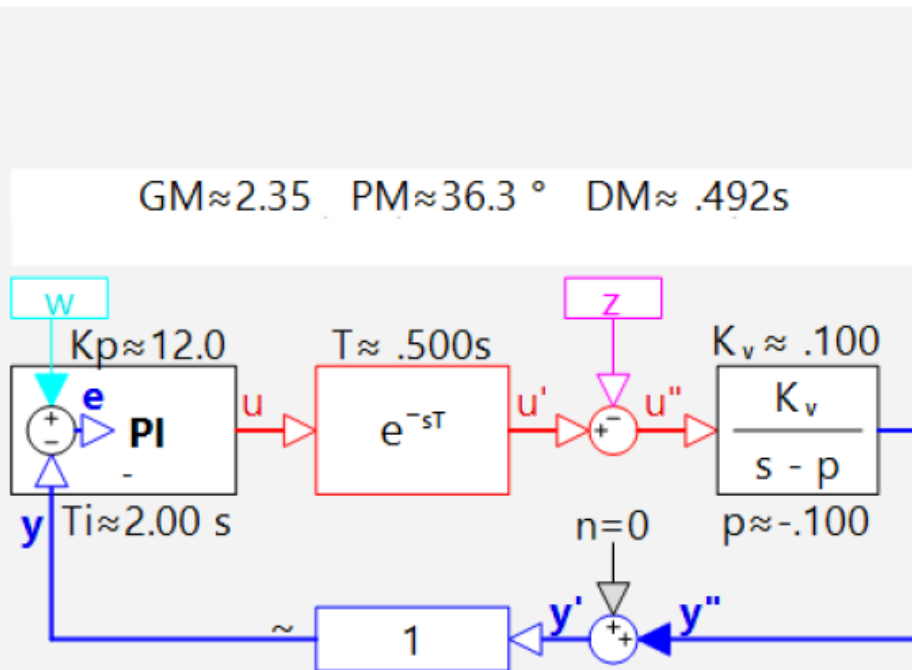 GM≈2.35 PM≈36.3 ° DM≈ .492s
w z
Kp≈12.0 T≈ .500s Kᵥ≈ .100
e u u' u" Kᵥ
+ − PI e⁻ˢᵀ + −
- s - p
y Ti≈2.00 s n=0 p≈-.100
~ 1 y' + + y"